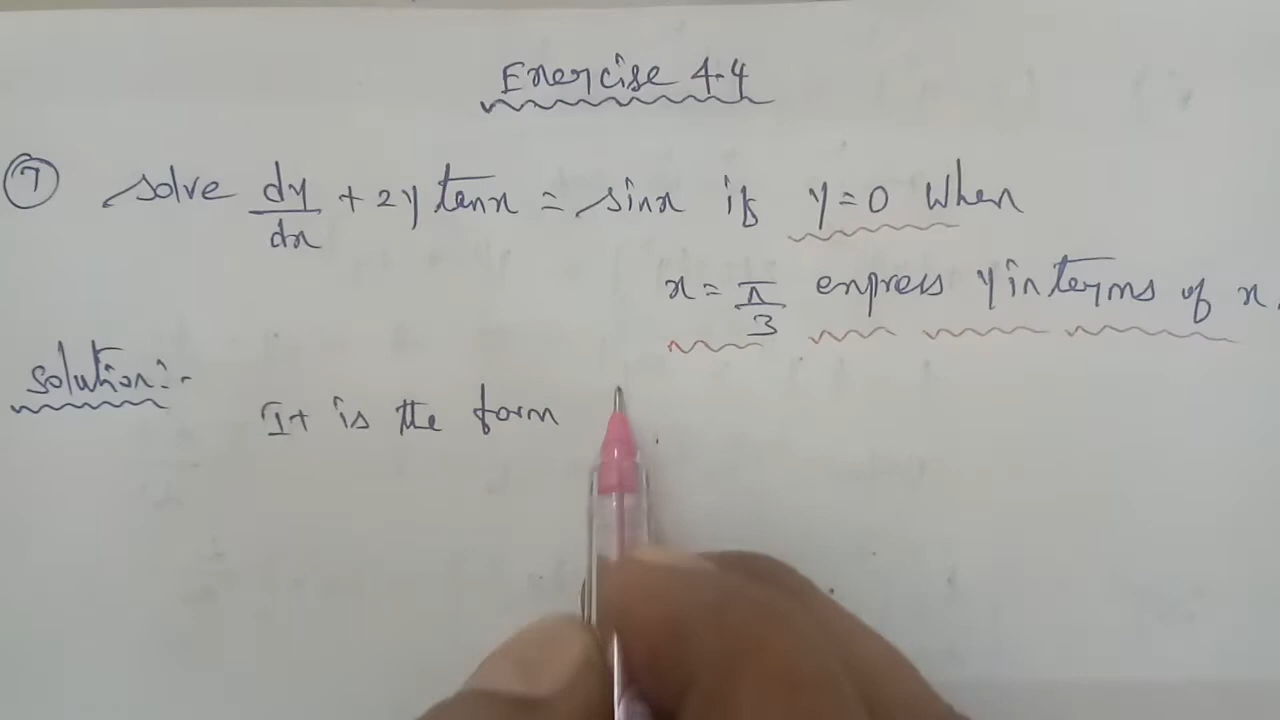 Exercise 4.4
7 solve dy/dx + 2y tanx = sinx if y=0 when
x = π/3 express y in terms of x.
solution:-
It is the form